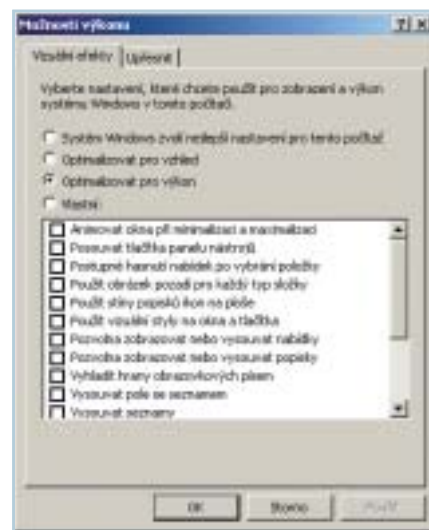 Možnosti výkonu
Vizuální efekty
Upřesnit
Vyberte nastavení, která chcete použít pro zobrazení a výkon
systému Windows v tomto počítači.
Systém Windows zvolí nejlepší nastavení pro tento počítač
Optimalizovat pro vzhled
Optimalizovat pro výkon
Vlastní:
Animovat okna při minimalizaci a maximalizaci
Posouvat tlačítka panelu nástrojů
Postupné hasnutí nabídek po vybrání položky
Použít obrázek pozadí pro každý typ složky
Použít stíny popisků ikon na ploše
Použít vizuální styly na okna a tlačítka
Pozvolna zobrazovat nebo vysouvat nabídky
Pozvolna zobrazovat nebo vysouvat popisky
Vyhladit hrany obrazovkových písem
Vysouvat pole se seznamem
Vysouvat seznamy
OK
Storno
Použít